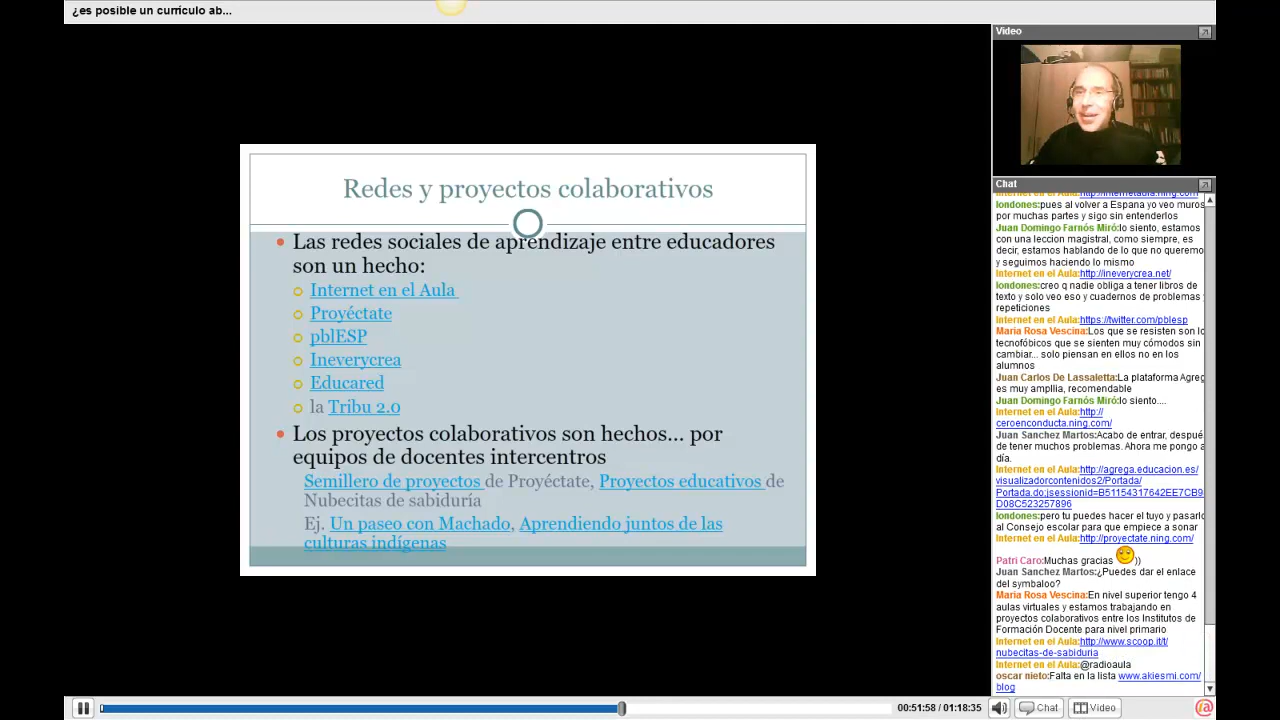 ¿es posible un curriculo ab...
Redes y proyectos colaborativos
Las redes sociales de aprendizaje entre educadores
son un hecho:
Internet en el Aula
Proyéctate
pblESP
Ineverycrea
Educared
la Tribu 2.0
Los proyectos colaborativos son hechos... por
equipos de docentes intercentros
Semillero de proyectos de Proyéctate, Proyectos educativos de
Nubecitas de sabiduría
Ej. Un paseo con Machado, Aprendiendo juntos de las
culturas indígenas
Video
Chat
Internet en el Aula:http://internetaula.ning.com
londones:pues al volver a Espana yo veo muros
por muchas partes y sigo sin entenderlos
Juan Domingo Farnós Miró:lo siento, estamos
con una leccion magistral, como siempre, es
decir, estamos hablando de lo que no queremo
y seguimos haciendo lo mismo
Internet en el Aula:http://ineverycrea.net/
londones:creo q nadie obliga a tener libros de
texto y solo veo eso y cuadernos de problemas y
repeticiones
Internet en el Aula:https://twitter.com/pblesp
Maria Rosa Vescina:Los que se resisten son lo
tecnofóbicos que se sienten muy cómodos sin
cambiar... solo piensan en ellos no en los
alumnos
Juan Carlos De Lassaletta:La plataforma Agreg
es muy ampliia, recomendable
Juan Domingo Farnós Miró:lo siento....
Internet en el Aula:http://
ceroenconducta.ning.com/
Juan Sanchez Martos:Acabo de entrar, despué
de tener muchos problemas. Ahora me pongo a
día.
Internet en el Aula:http://agrega.educacion.es/
visualizadorcontenidos2/Portada/
Portada.do;jsessionid=B51154317642EE7CB9
D08C523257896
londones:pero tu puedes hacer el tuyo y pasarlo
al Consejo escolar para que empiece a sonar
Internet en el Aula:http://proyectate.ning.com/
Patri Caro:Muchas gracias ))
Juan Sanchez Martos:¿Puedes dar el enlace
del symbaloo?
Maria Rosa Vescina:En nivel superior tengo 4
aulas virtuales y estamos trabajando en
proyectos colaborativos entre los Institutos de
Formación Docente para nivel primario
Internet en el Aula:http://www.scoop.it/t/
nubecitas-de-sabiduria
Internet en el Aula:@radioaula
oscar nieto:Falta en la lista www.akiesmi.com/
blog
00:51:58 / 01:18:35
Chat
Video